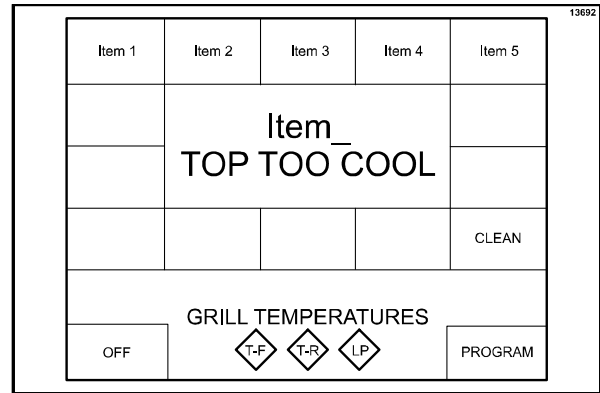 13692
Item 1 Item 2 Item 3 Item 4 Item 5
Item_
TOP TOO COOL
CLEAN
GRILL TEMPERATURES
OFF T-F T-R LP PROGRAM